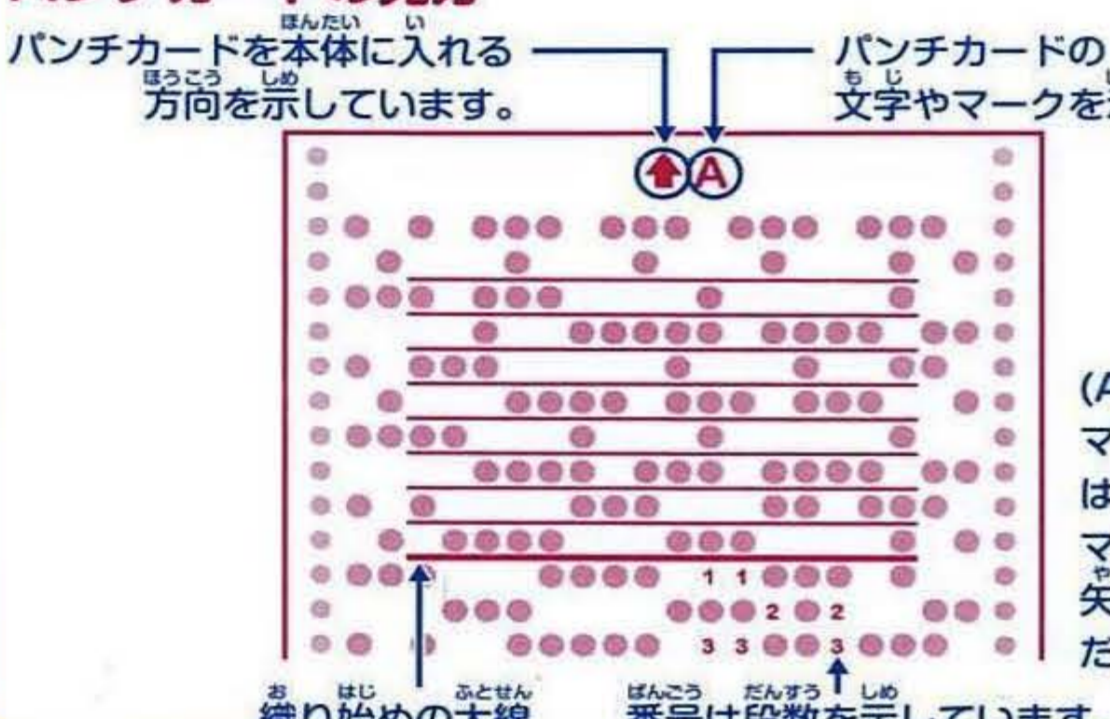 パンチカードを本体に入れる
方向を示しています。
パンチカードの
文字やマークを
A
(A
マ
は
マ
矢
だ
1 1
2 2
3 3 3
織り始めの太線
番号は段数を示しています